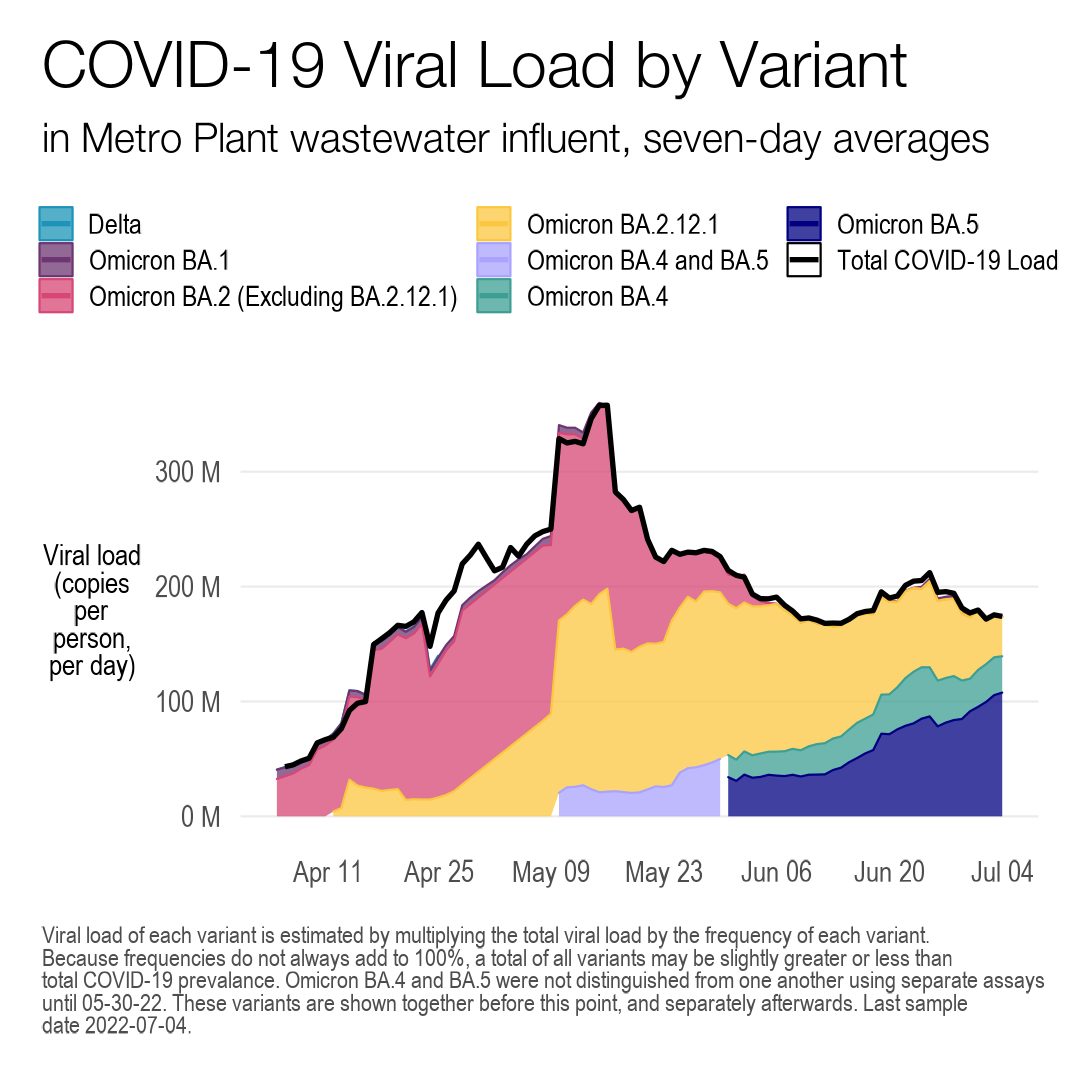 COVID-19 Viral Load by Variant
in Metro Plant wastewater influent, seven-day averages
Delta
Omicron BA.1
Omicron BA.2 (Excluding BA.2.12.1)
Omicron BA.2.12.1
Omicron BA.4 and BA.5
Omicron BA.4
Omicron BA.5
Total COVID-19 Load
Viral load
(copies
per
person,
per day)
300 M
200 M
100 M
0 M
Apr 11
Apr 25
May 09
May 23
Jun 06
Jun 20
Jul 04
Viral load of each variant is estimated by multiplying the total viral load by the frequency of each variant.
Because frequencies do not always add to 100%, a total of all variants may be slightly greater or less than
total COVID-19 prevalance. Omicron BA.4 and BA.5 were not distinguished from one another using separate assays
until 05-30-22. These variants are shown together before this point, and separately afterwards. Last sample
date 2022-07-04.